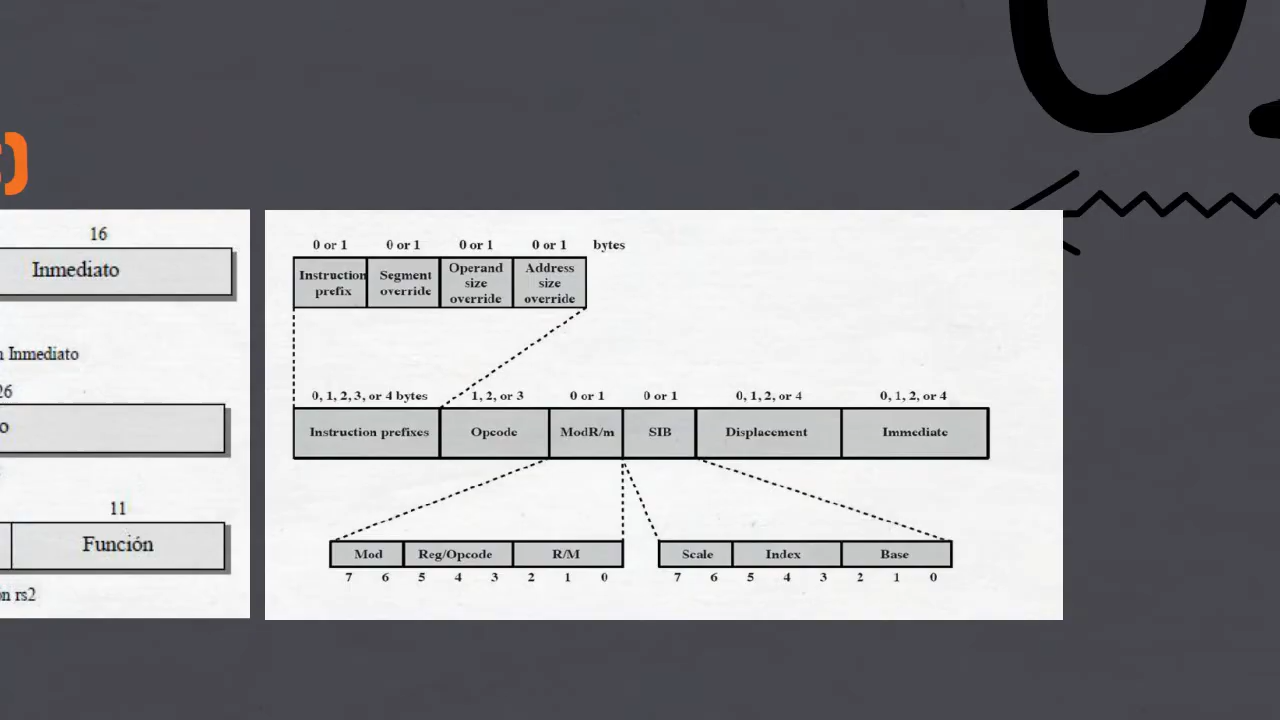 )
16
Inmediato
n Inmediato
26
o
11
Función
ón rs2
0 or 1 0 or 1 0 or 1 0 or 1 bytes
Instruction prefix
Segment override
Operand size override
Address size override
0, 1, 2, 3, or 4 bytes 1, 2, or 3 0 or 1 0 or 1 0, 1, 2, or 4 0, 1, 2, or 4
Instruction prefixes Opcode ModR/m SIB Displacement Immediate
Mod Reg/Opcode R/M Scale Index Base
7 6 5 4 3 2 1 0 7 6 5 4 3 2 1 0